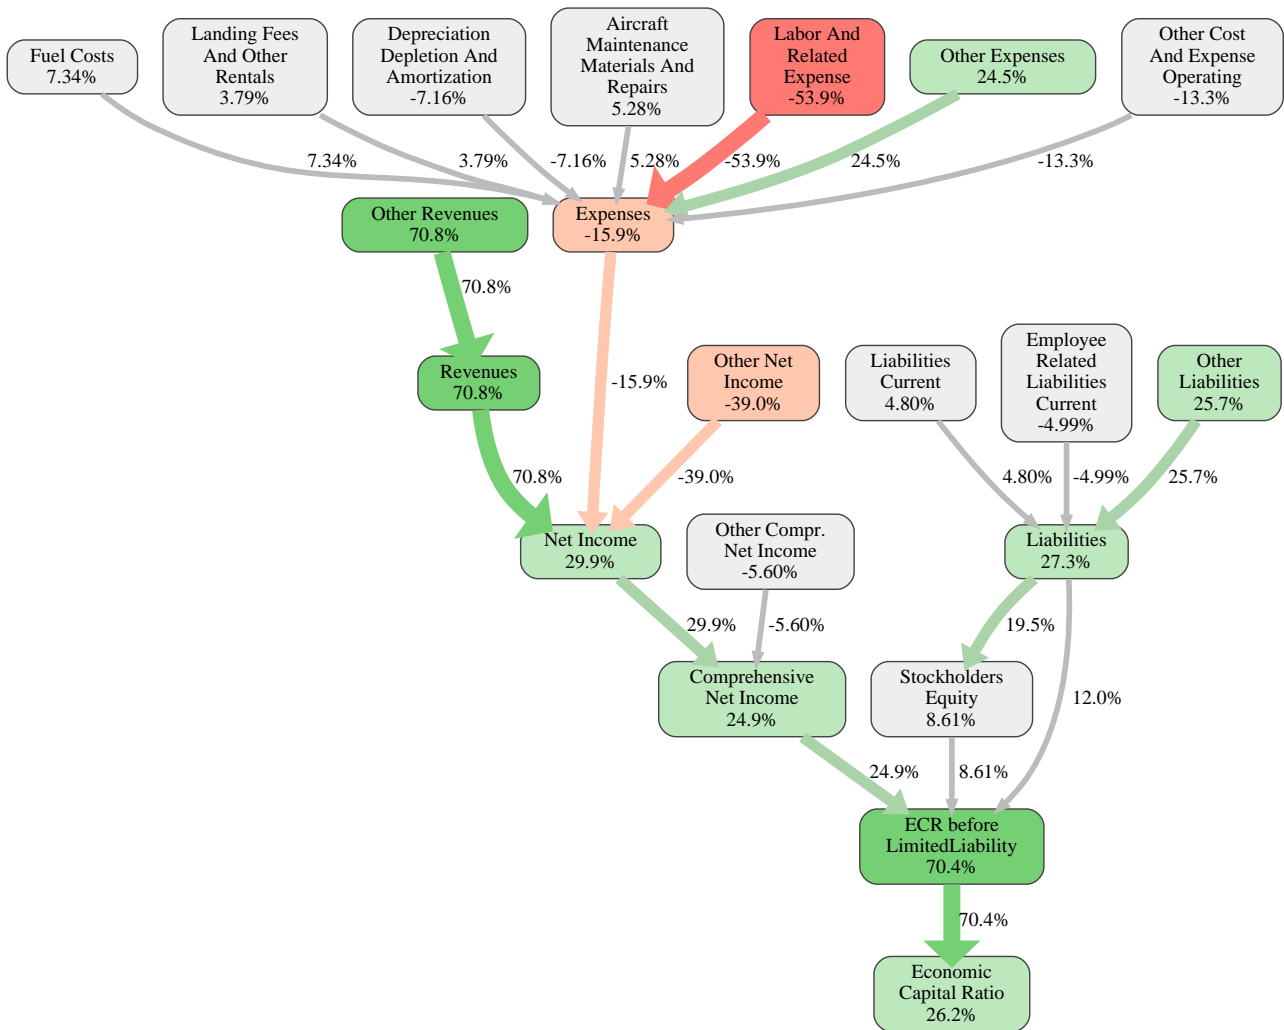 Fuel Costs
7.34%
Landing Fees
And Other
Rentals
3.79%
Depreciation
Depletion And
Amortization
-7.16%
Aircraft
Maintenance
Materials And
Repairs
5.28%
Labor And
Related
Expense
-53.9%
Other Expenses
24.5%
Other Cost
And Expense
Operating
-13.3%
7.34%
3.79%
-7.16%
5.28%
-53.9%
24.5%
-13.3%
Other Revenues
70.8%
Expenses
-15.9%
70.8%
Revenues
70.8%
-15.9%
Other Net
Income
-39.0%
Liabilities
Current
4.80%
Employee
Related
Liabilities
Current
-4.99%
Other
Liabilities
25.7%
70.8%
-39.0%
4.80%
-4.99%
25.7%
Net Income
29.9%
Other Compr.
Net Income
-5.60%
Liabilities
27.3%
29.9%
-5.60%
19.5%
12.0%
Comprehensive
Net Income
24.9%
Stockholders
Equity
8.61%
24.9%
8.61%
ECR before
LimitedLiability
70.4%
70.4%
Economic
Capital Ratio
26.2%